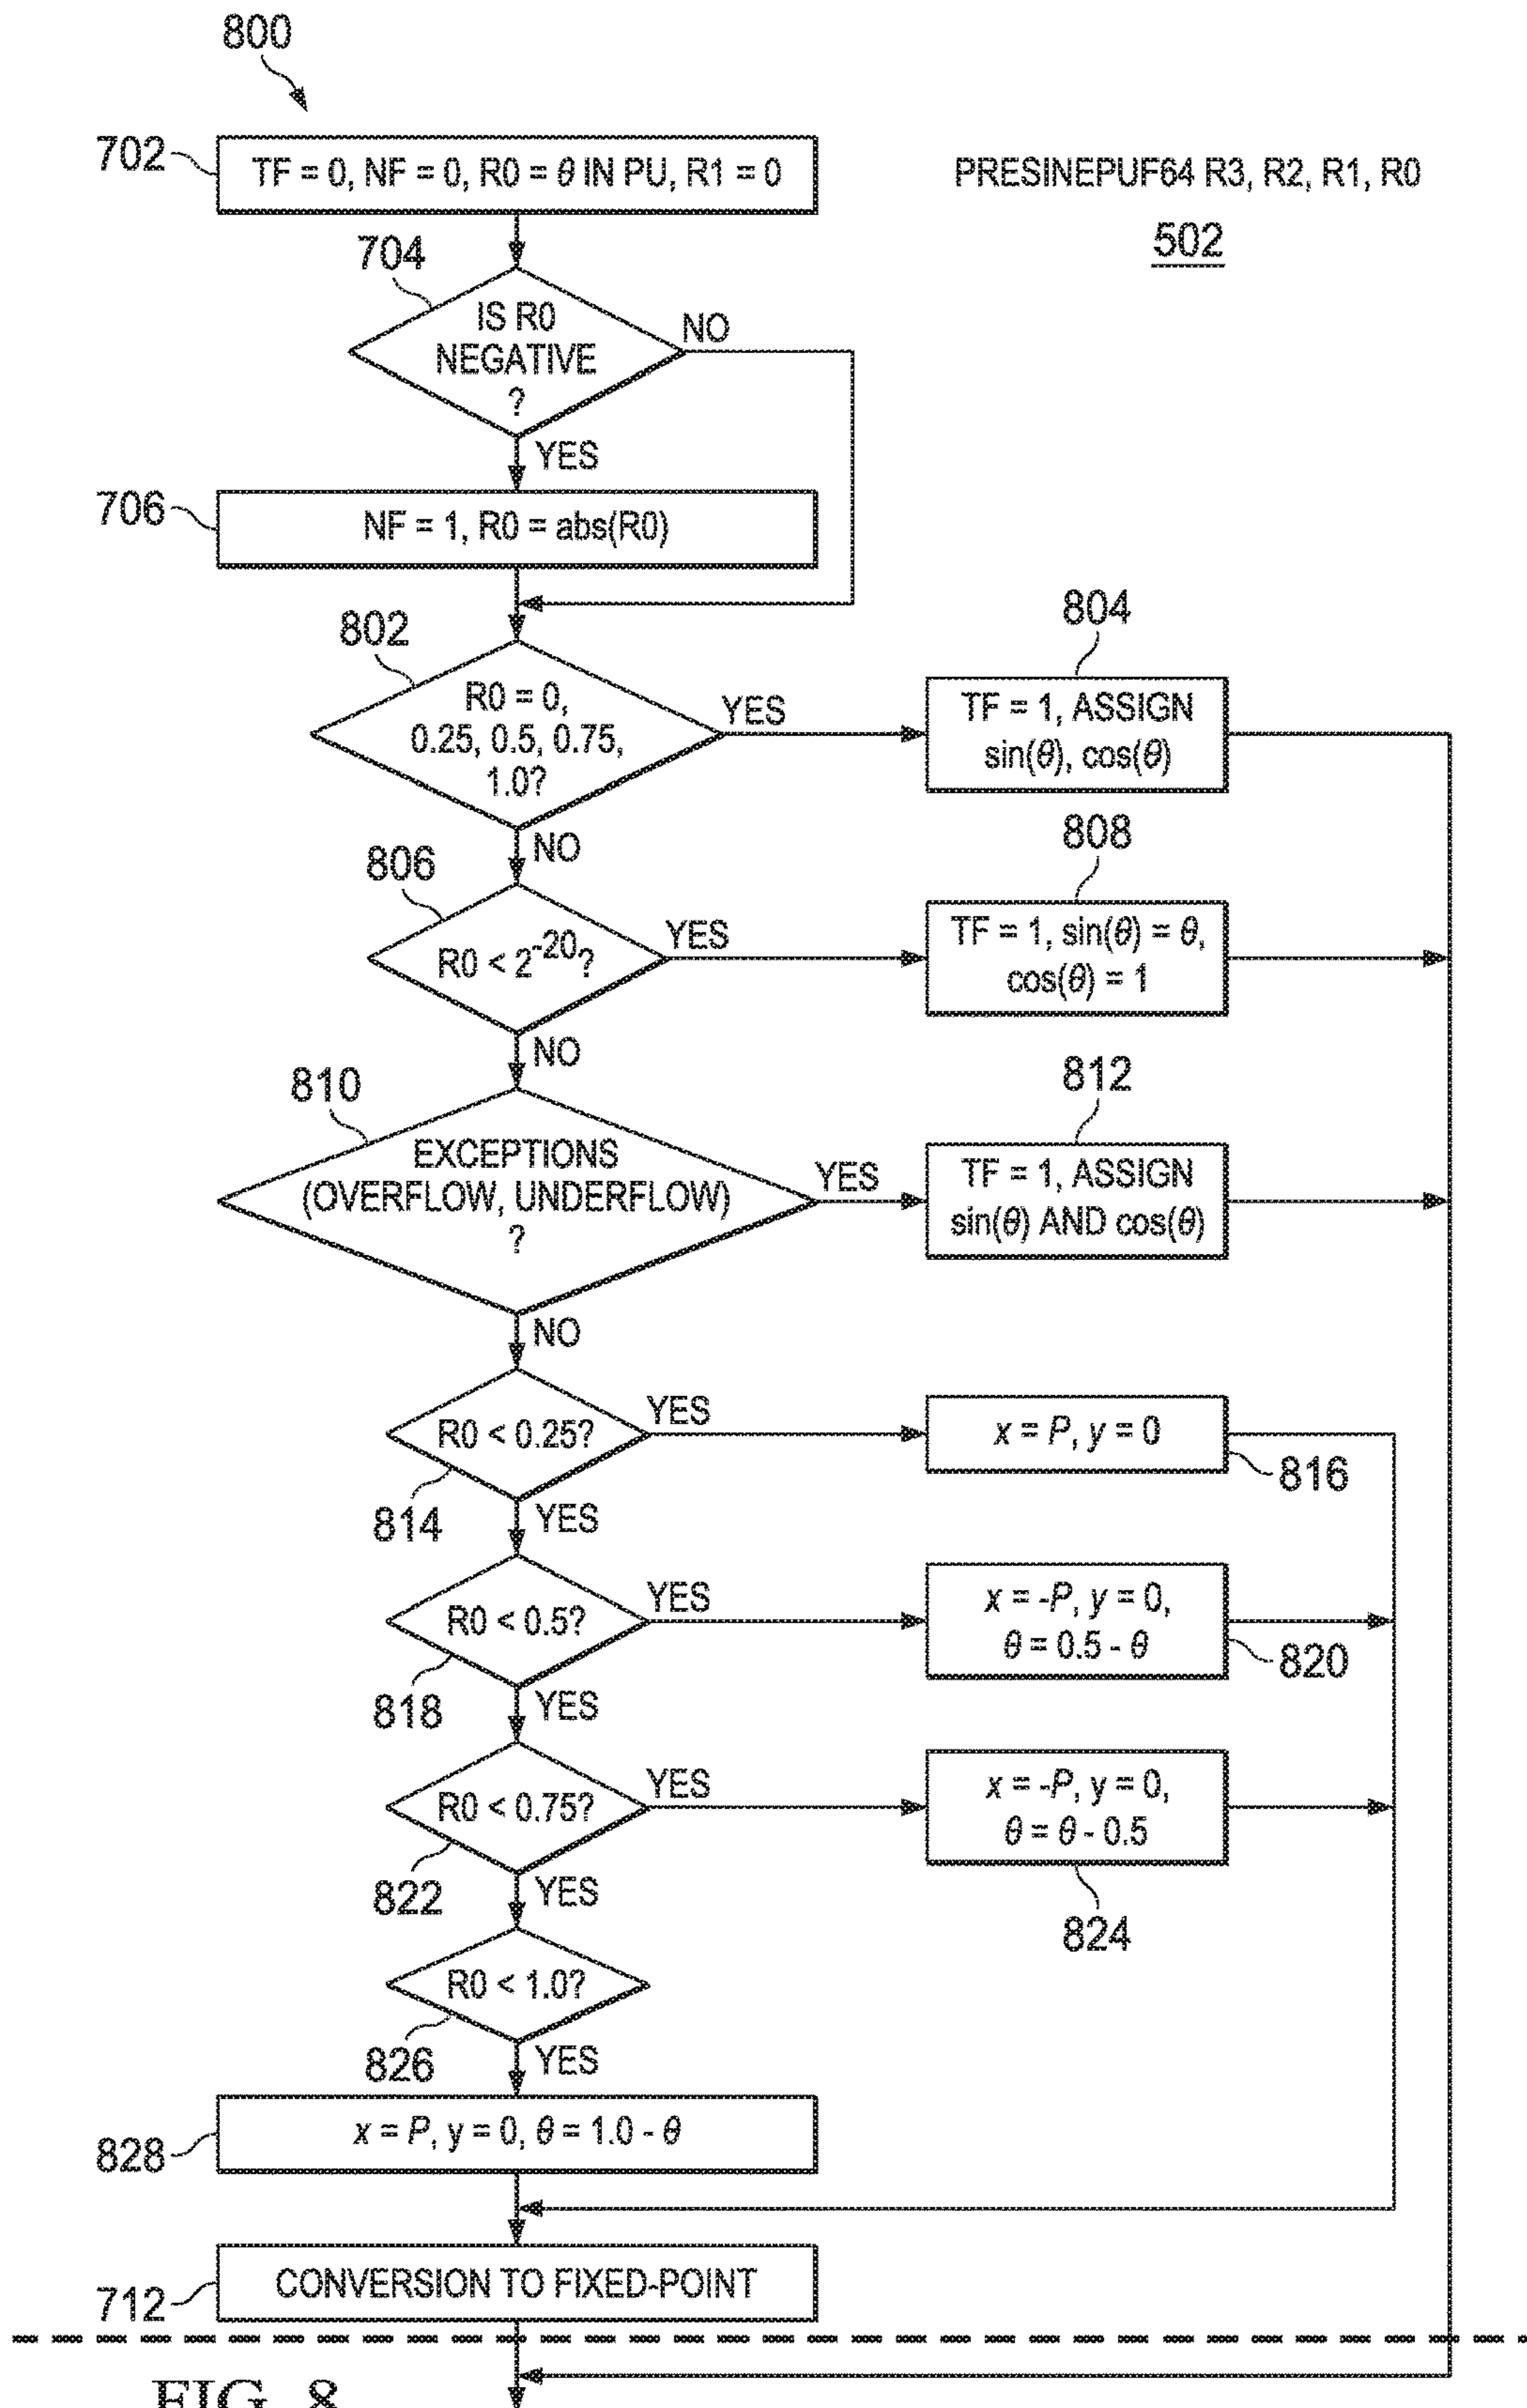 800
702
TF = 0, NF = 0, R0 = θ IN PU, R1 = 0
PRESINEPUF64 R3, R2, R1, R0
502
704
IS R0
NEGATIVE
?
NO
YES
706
NF = 1, R0 = abs(R0)
802
R0 = 0,
0.25, 0.5, 0.75,
1.0?
YES
804
TF = 1, ASSIGN
sin(θ), cos(θ)
NO
806
R0 < 2^-20?
YES
808
TF = 1, sin(θ) = θ,
cos(θ) = 1
NO
810
EXCEPTIONS
(OVERFLOW, UNDERFLOW)
?
YES
812
TF = 1, ASSIGN
sin(θ) AND cos(θ)
NO
R0 < 0.25?
YES
x = P, y = 0
816
814
YES
R0 < 0.5?
YES
x = -P, y = 0,
θ = 0.5 - θ
820
818
YES
R0 < 0.75?
YES
x = -P, y = 0,
θ = θ - 0.5
822
YES
824
R0 < 1.0?
826
YES
x = P, y = 0, θ = 1.0 - θ
828
CONVERSION TO FIXED-POINT
712
FIG. 8